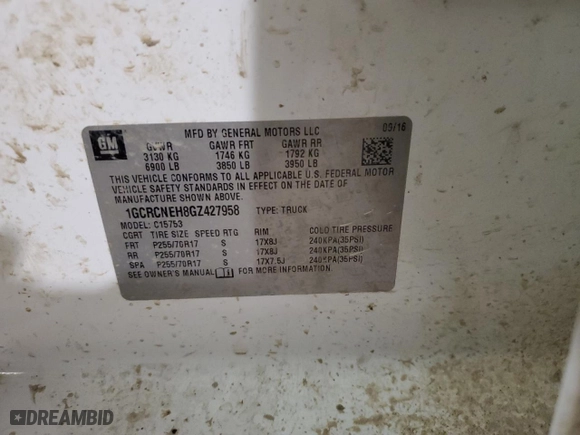 GM
MFD BY GENERAL MOTORS LLC 09/16
GVWR GAWR FRT GAWR RR
3130 KG 1746 KG 1792 KG
6900 LB 3850 LB 3950 LB
THIS VEHICLE CONFORMS TO ALL APPLICABLE U.S. FEDERAL MOTOR
VEHICLE SAFETY STANDARDS IN EFFECT ON THE DATE OF
MANUFACTURE SHOWN ABOVE.
1GCRCNEH8GZ427958 TYPE: TRUCK
MODEL: C15753
CGRT TIRE SIZE SPEED RTG RIM COLD TIRE PRESSURE
FRT P255/70R17 S 17X8J 240KPA(35PSI)
RR P255/70R17 S 17X8J 240KPA(35PSI)
SPA P255/70R17 S 17X7.5J 240KPA(35PSI)
SEE OWNER'S MANUAL FOR MORE INFORMATION
DREAMBID